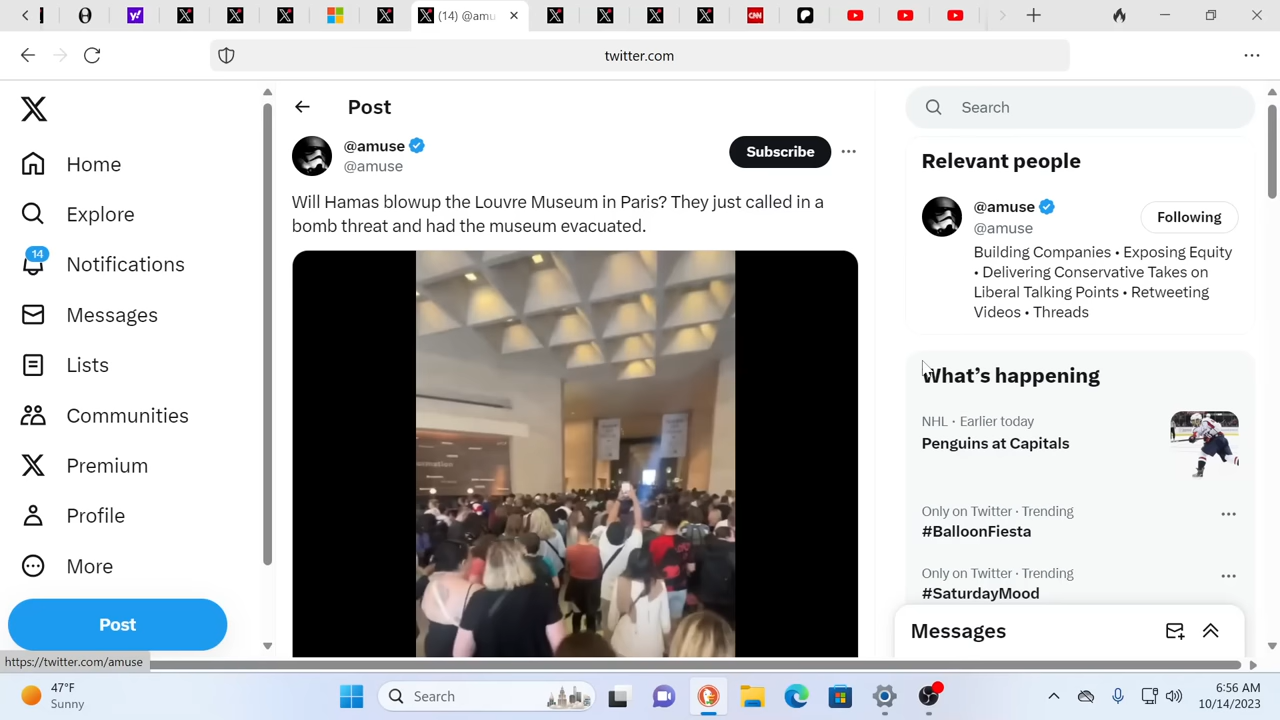 (14) @amu
CNN
twitter.com
Home
Explore
14
Notifications
Messages
Lists
Communities
Premium
Profile
More
Post
https://twitter.com/amuse
Post
@amuse
@amuse
Subscribe
Will Hamas blowup the Louvre Museum in Paris? They just called in a
bomb threat and had the museum evacuated.
Search
Relevant people
@amuse
@amuse
Following
Building Companies • Exposing Equity
• Delivering Conservative Takes on
Liberal Talking Points • Retweeting
Videos • Threads
What's happening
NHL · Earlier today
Penguins at Capitals
Only on Twitter · Trending
#BalloonFiesta
Only on Twitter · Trending
#SaturdayMood
Messages
47°F
Sunny
Search
6:56 AM
10/14/2023